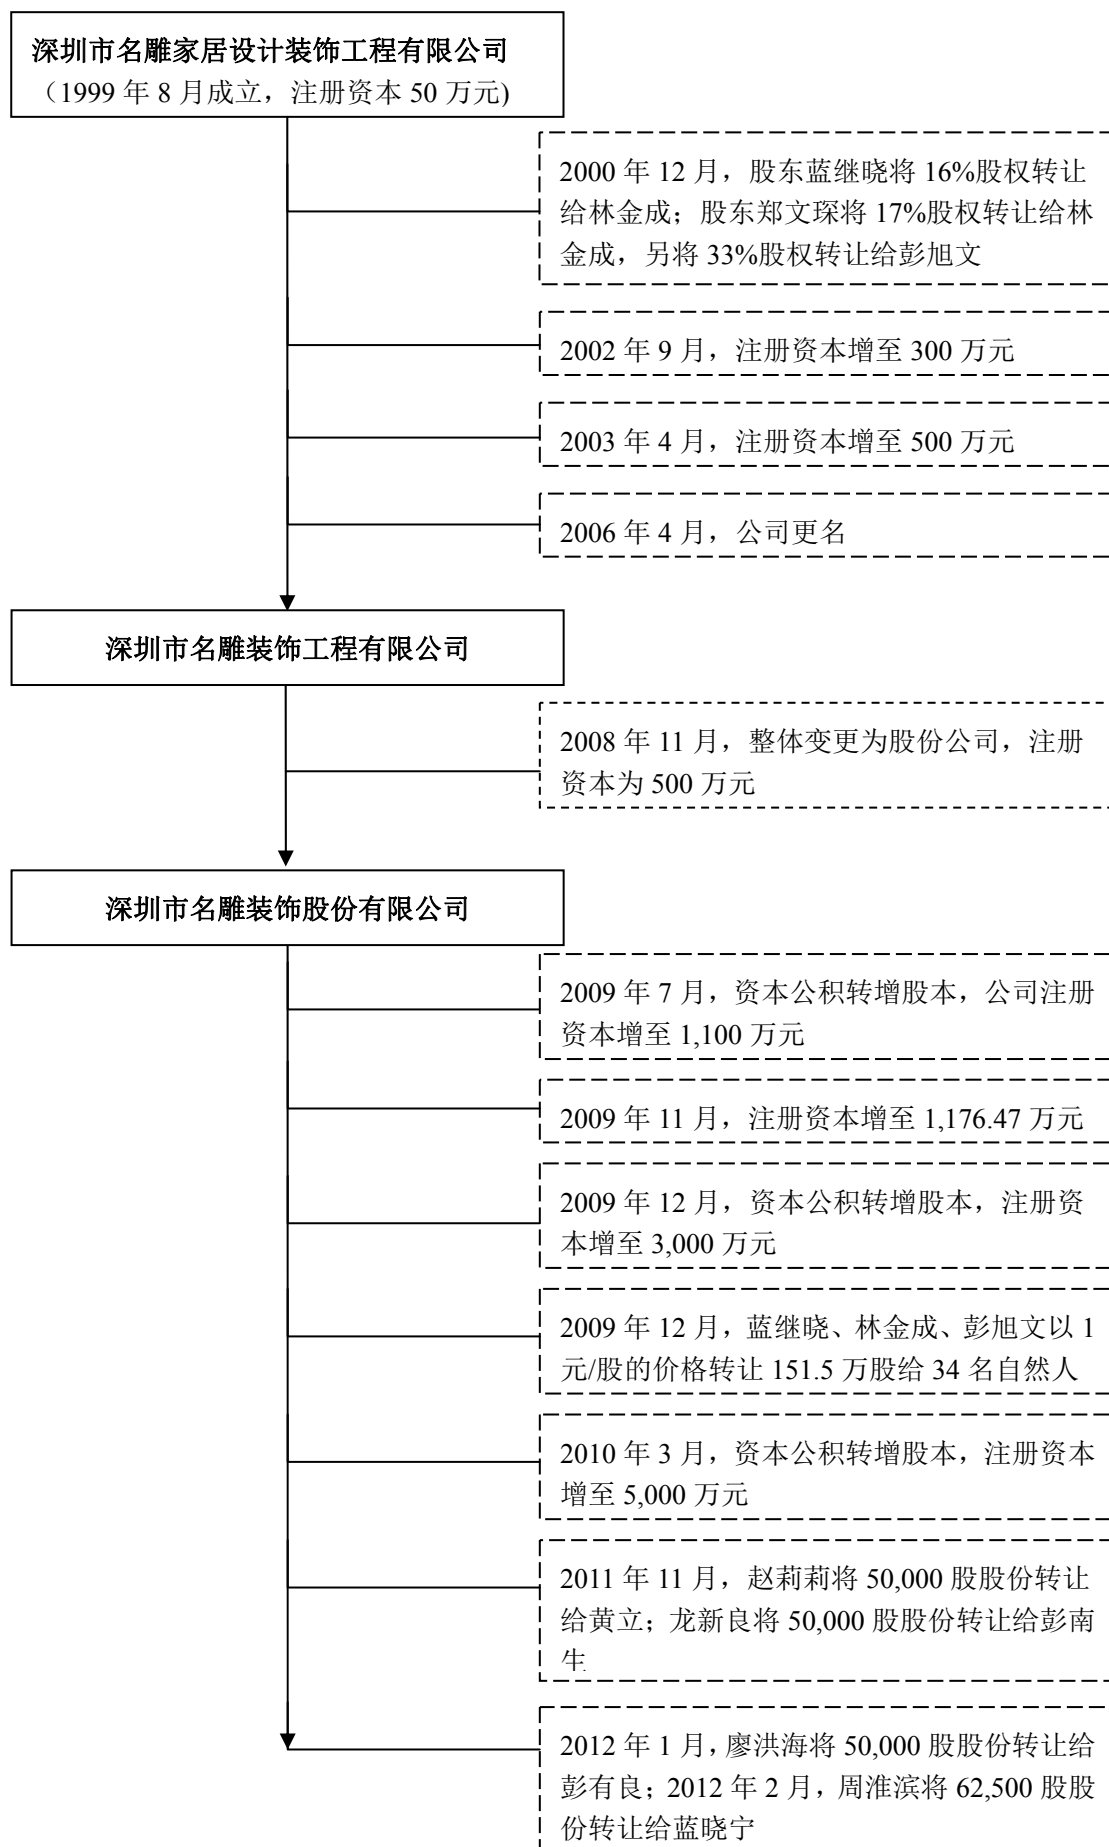 深圳市名雕家居设计装饰工程有限公司
（1999 年 8 月成立，注册资本 50 万元)
2000 年 12 月，股东蓝继晓将 16%股权转让
给林金成；股东郑文琛将 17%股权转让给林
金成，另将 33%股权转让给彭旭文
2002 年 9 月，注册资本增至 300 万元
2003 年 4 月，注册资本增至 500 万元
2006 年 4 月，公司更名
深圳市名雕装饰工程有限公司
2008 年 11 月，整体变更为股份公司，注册
资本为 500 万元
深圳市名雕装饰股份有限公司
2009 年 7 月，资本公积转增股本，公司注册
资本增至 1,100 万元
2009 年 11 月，注册资本增至 1,176.47 万元
2009 年 12 月，资本公积转增股本，注册资
本增至 3,000 万元
2009 年 12 月，蓝继晓、林金成、彭旭文以 1
元/股的价格转让 151.5 万股给 34 名自然人
2010 年 3 月，资本公积转增股本，注册资本
增至 5,000 万元
2011 年 11 月，赵莉莉将 50,000 股股份转让
给黄立；龙新良将 50,000 股股份转让给彭南
生
2012 年 1 月，廖洪海将 50,000 股股份转让给
彭有良；2012 年 2 月，周淮滨将 62,500 股股
份转让给蓝晓宁